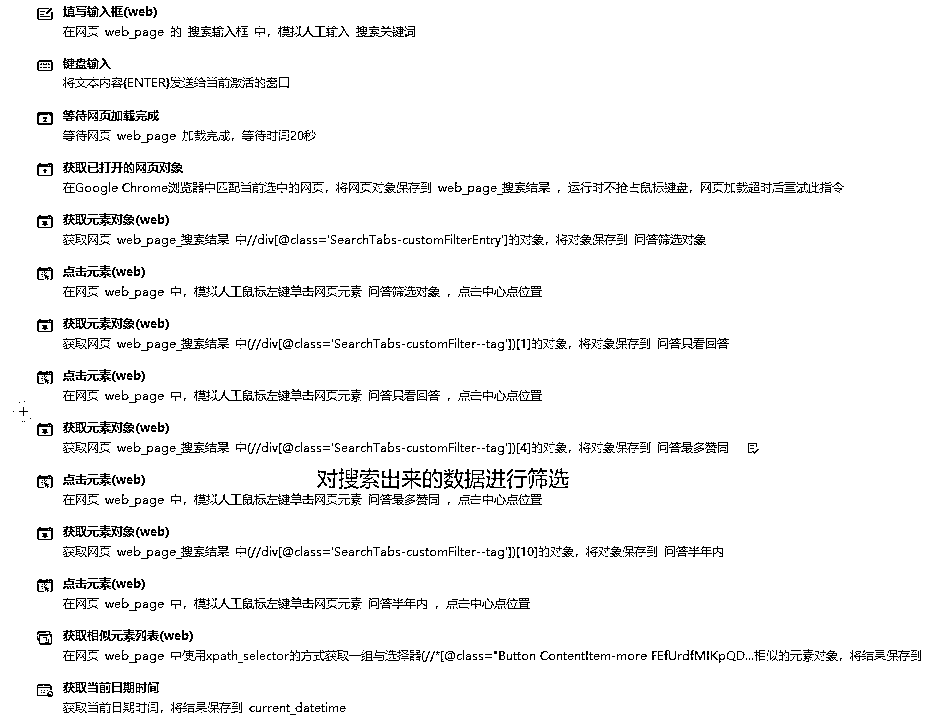 填写输入框(web)
在网页 web_page 的 搜索输入框 中，模拟人工输入 搜索关键词
键盘输入
将文本内容{ENTER}发送给当前激活的窗口
等待网页加载完成
等待网页 web_page 加载完成，等待时间20秒
获取已打开的网页对象
在Google Chrome浏览器中匹配当前选中的网页，将网页对象保存到 web_page_搜索结果 ，运行时不抢占鼠标键盘，网页加载超时后重试此指令
获取元素对象(web)
获取网页 web_page_搜索结果 中//div[@class='SearchTabs-customFilterEntry']的对象，将对象保存到 问答筛选对象
点击元素(web)
在网页 web_page 中，模拟人工鼠标左键单击网页元素 问答筛选对象 ，点击中心点位置
获取元素对象(web)
获取网页 web_page_搜索结果 中(//div[@class='SearchTabs-customFilter--tag'])[1]的对象，将对象保存到 问答只看回答
点击元素(web)
在网页 web_page 中，模拟人工鼠标左键单击网页元素 问答只看回答 ，点击中心点位置
获取元素对象(web)
获取网页 web_page_搜索结果 中(//div[@class='SearchTabs-customFilter--tag'])[4]的对象，将对象保存到 问答最多赞同
点击元素(web)
对搜索出来的数据进行筛选
在网页 web_page 中，模拟人工鼠标左键单击网页元素 问答最多赞同 ，点击中心点位置
获取元素对象(web)
获取网页 web_page_搜索结果 中(//div[@class='SearchTabs-customFilter--tag'])[10]的对象，将对象保存到 问答半年内
点击元素(web)
在网页 web_page 中，模拟人工鼠标左键单击网页元素 问答半年内 ，点击中心点位置
获取相似元素列表(web)
在网页 web_page 中使用xpath_selector的方式获取一组与选择器(//*[@class="Button ContentItem-more FEfUrdfMIKpQD...相似的元素对象，将结果保存到
获取当前日期时间
获取当前日期时间，将结果保存到 current_datetime